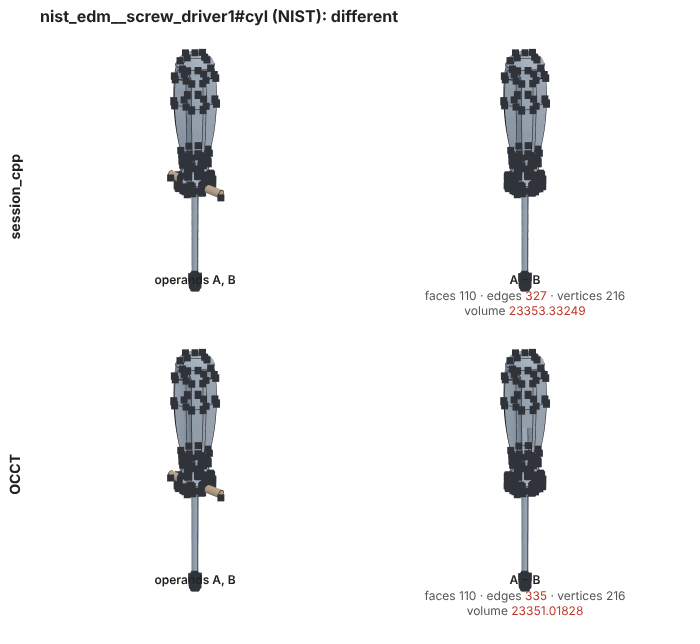 nist_edm__screw_driver1#cyl (NIST): different
session_cpp
operands A, B
A − B
faces 110 · edges 327 · vertices 216
volume 23353.33249
OCCT
operands A, B
A − B
faces 110 · edges 335 · vertices 216
volume 23351.01828